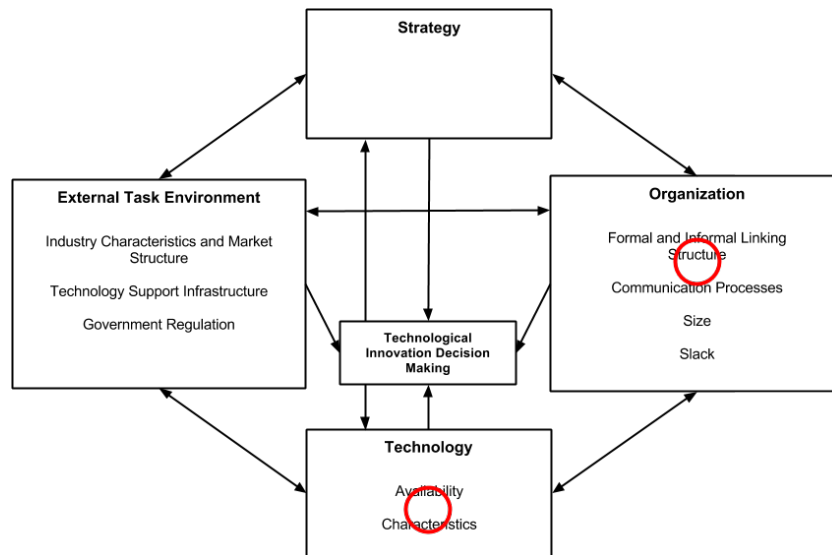 Strategy
External Task Environment
Industry Characteristics and Market
Structure
Technology Support Infrastructure
Government Regulation
Organization
Formal and Informal Linking
Structure
Communication Processes
Size
Slack
Technological
Innovation Decision
Making
Technology
Availability
Characteristics